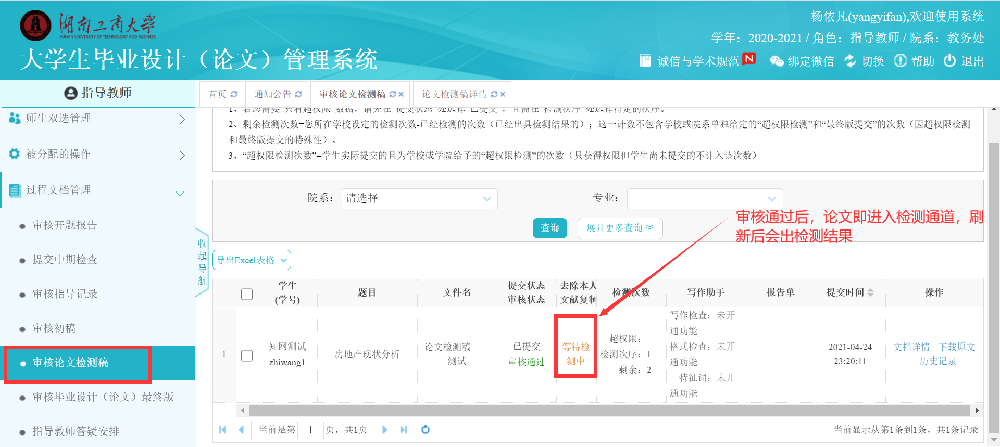 湖南工商大学
HUNAN UNIVERSITY OF TECHNOLOGY AND BUSINESS
大学生毕业设计（论文）管理系统
杨依凡(yangyifan),欢迎使用系统
学年：2020-2021 / 角色：指导教师 / 院系：教务处
诚信与学术规范 N 绑定微信 切换 帮助 退出
指导教师
师生双选管理
被分配的操作
过程文档管理
审核开题报告
提交中期检查
审核指导记录
审核初稿
审核论文检测稿
审核毕业设计（论文）最终版
指导教师答疑安排
收起导航
首页 通知公告 审核论文检测稿 论文检测稿详情
1、若您需要“只看超权限”数据，请先在“提交状态”处选择“已提交”，且需在“检测次序”处选择特定的次序。
2、剩余检测次数=您所在学校设定的检测次数-已经检测的次数（已经出具检测结果的）；这一计数不包含学校或院系单独给定的“超权限检测”和“最终版提交”的次数（因超权限检测
和最终版提交的特殊性）。
3、“超权限检测次数”=学生实际提交的且为学校或学院给予的“超权限检测”的次数（只获得权限但学生尚未提交的不计入该次数）
院系： 请选择 专业：
查询 展开更多查询
审核通过后，论文即进入检测通道，刷
新后会出检测结果
导出Excel表格
学生
(学号)
题目
文件名
提交状态
审核状态
去除本人
文献复制
检测次数
写作助手
报告单
提交时间
操作
1
知网测试
zhiwang1
房地产现状分析
论文检测稿——
测试
已提交
审核通过
等待检
测中
超权限：
检测次序：1
剩余：2
写作检查：未开
通功能
格式检查：未开
通功能
特征词：未开
通功能
2021-04-24
23:20:11
文档详情 下载原文
历史记录
当前是第 1 页，共1页
当前显示从第1条到1条，共1条记录